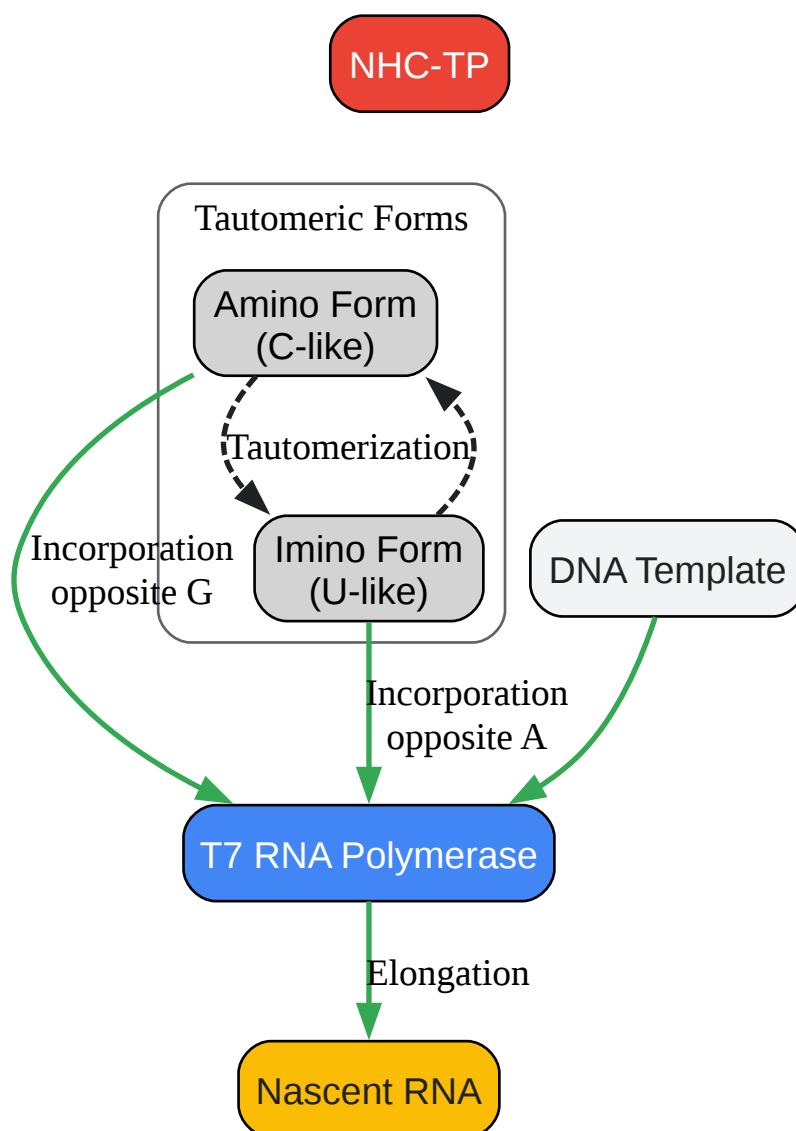 NHC-TP
Tautomeric Forms
Amino Form
(C-like)
Tautomerization
Imino Form
(U-like)
Incorporation
opposite G
DNA Template
Incorporation
opposite A
T7 RNA Polymerase
Elongation
Nascent RNA